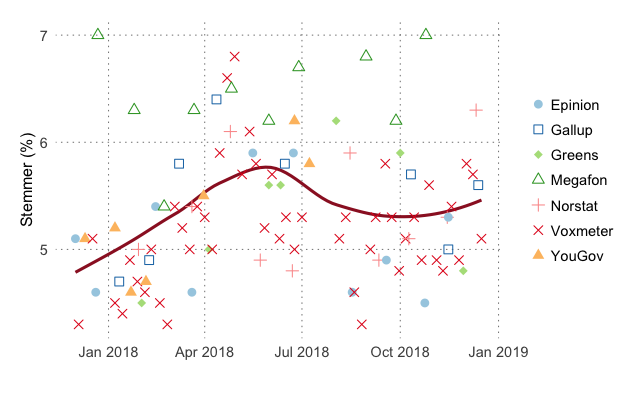 7
6
5
Stemmer (%)
Jan 2018
Apr 2018
Jul 2018
Oct 2018
Jan 2019
Epinion
Gallup
Greens
Megafon
Norstat
Voxmeter
YouGov